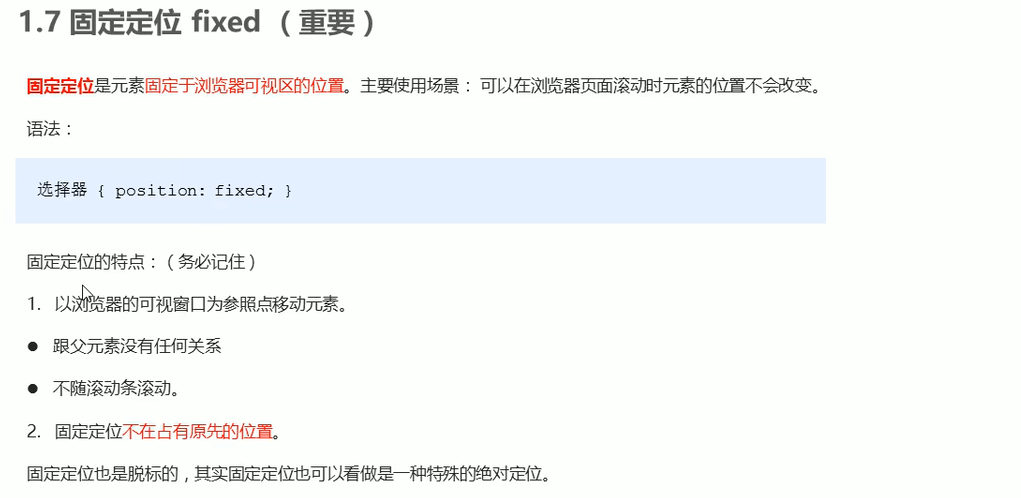 1.7 固定定位 fixed （重要）
固定定位是元素固定于浏览器可视区的位置。主要使用场景： 可以在浏览器页面滚动时元素的位置不会改变。
语法：
选择器 { position: fixed; }
固定定位的特点：（务必记住）
1. 以浏览器的可视窗口为参照点移动元素。
● 跟父元素没有任何关系
● 不随滚动条滚动。
2. 固定定位不在占有原先的位置。
固定定位也是脱标的，其实固定定位也可以看做是一种特殊的绝对定位。